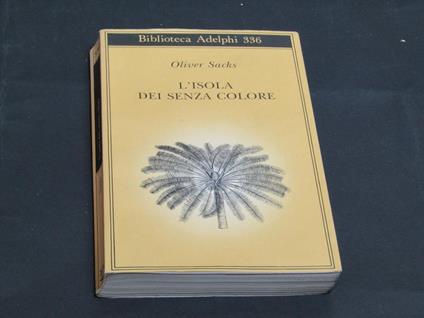 Biblioteca Adelphi 336
Oliver Sacks
L'ISOLA
DEI SENZA COLORE